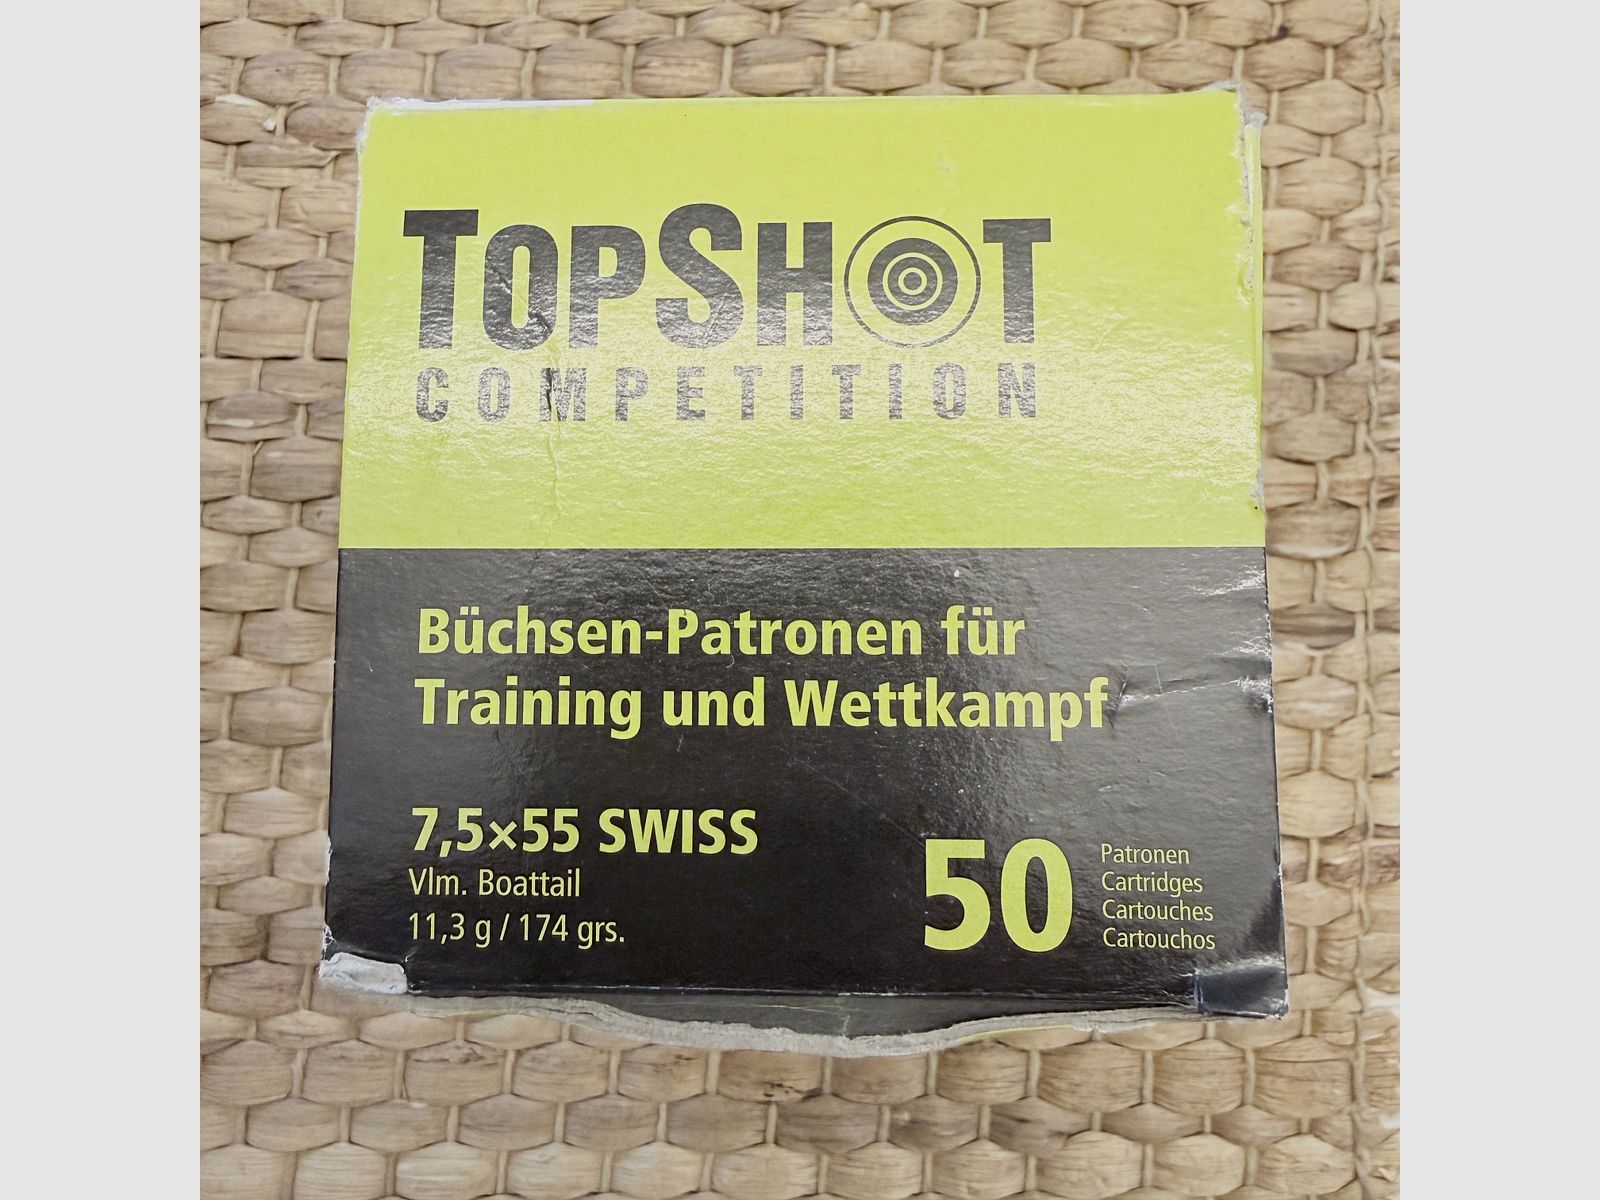 TOPSHOT
COMPETITION
Büchsen-Patronen für
Training und Wettkampf
7,5×55 SWISS
Vlm. Boattail
11,3 g / 174 grs.
50
Patronen
Cartridges
Cartouches
Cartouchos